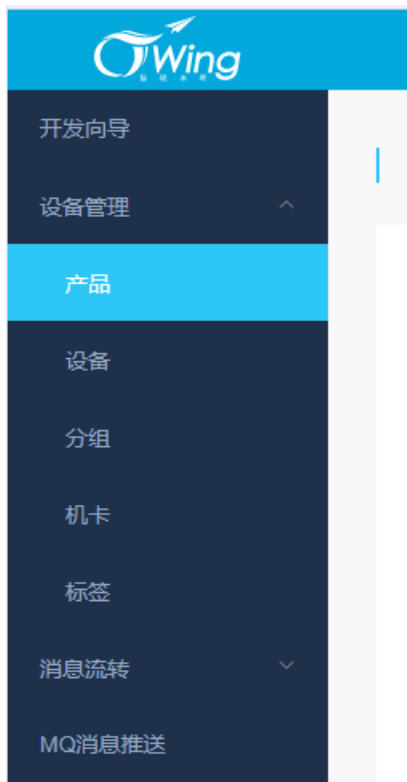 CTWing
开发向导
设备管理
产品
设备
分组
机卡
标签
消息流转
MQ消息推送